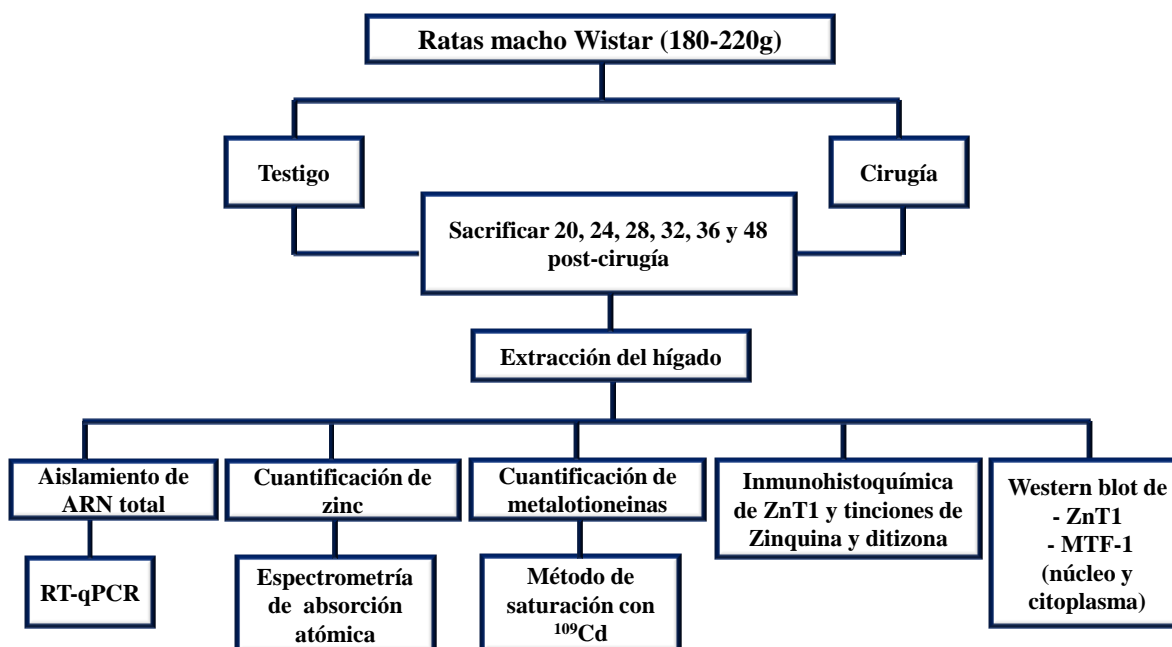 Ratas macho Wistar (180-220g)
Testigo
Cirugía
Sacrificar 20, 24, 28, 32, 36 y 48
post-cirugía
Extracción del hígado
Aislamiento de
ARN total
RT-qPCR
Cuantificación de
zinc
Espectrometría
de absorción
atómica
Cuantificación de
metalotioneinas
Método de
saturación con
¹⁰⁹Cd
Inmunohistoquímica
de ZnT1 y tinciones de
Zinquina y ditizona
Western blot de
- ZnT1
- MTF-1
(núcleo y
citoplasma)